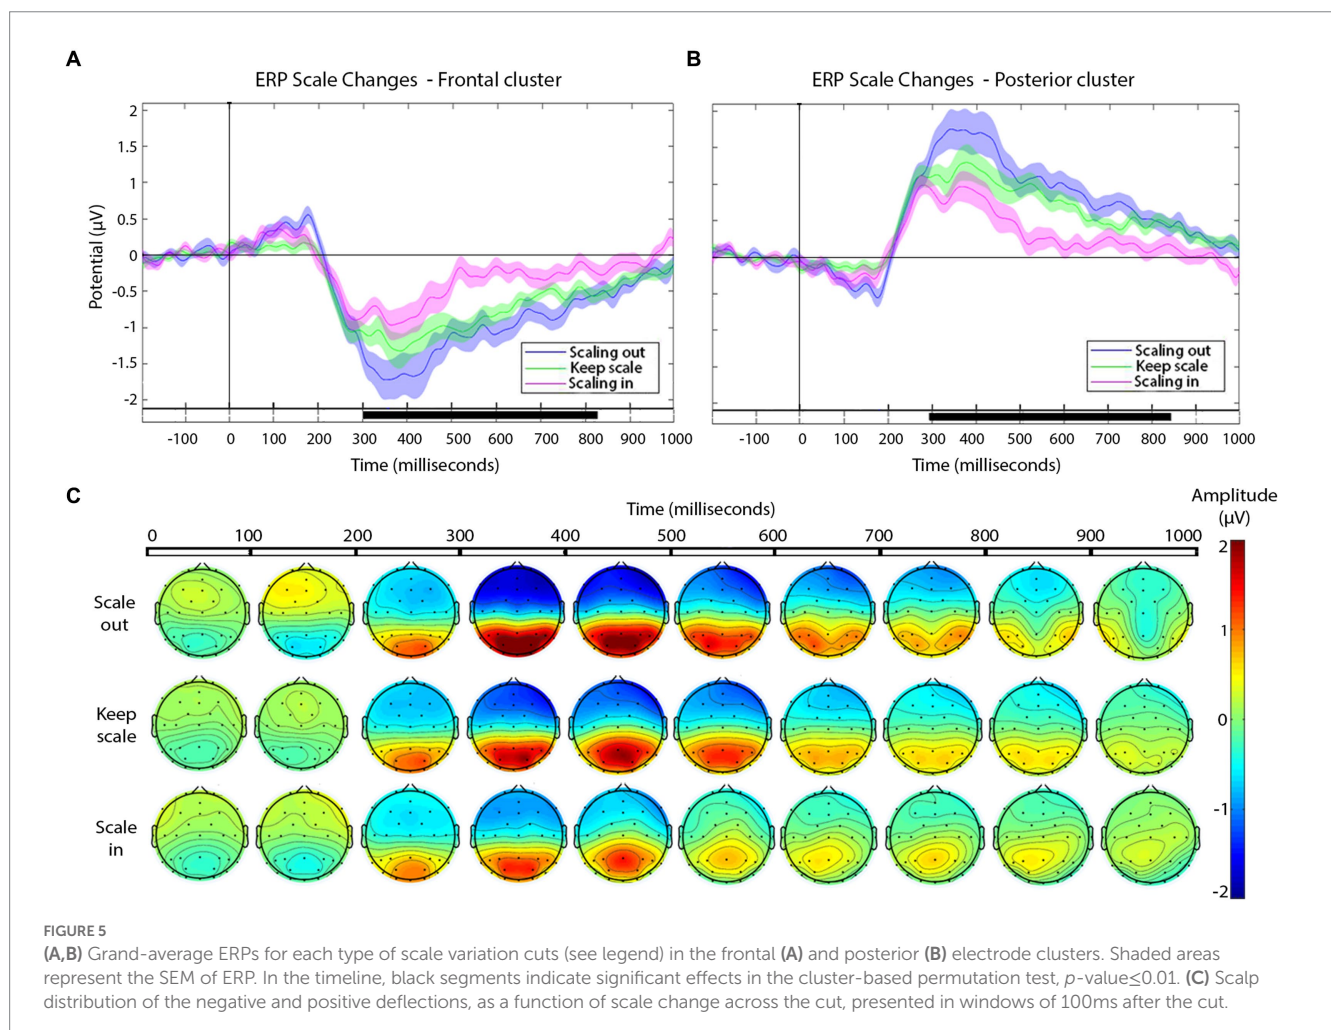 A
ERP Scale Changes - Frontal cluster
2
1.5
1
0.5
0
-0.5
-1
-1.5
-2
Potential (µV)
Scaling out
Keep scale
Scaling in
-100 0 100 200 300 400 500 600 700 800 900 1000
Time (milliseconds)
B
ERP Scale Changes - Posterior cluster
Scaling out
Keep scale
Scaling in
-100 0 100 200 300 400 500 600 700 800 900 1000
Time (milliseconds)
C
Time (milliseconds)
0 100 200 300 400 500 600 700 800 900 1000
Amplitude
(µV)
2
1
0
-1
-2
Scale
out
Keep
scale
Scale
in
FIGURE 5
(A,B) Grand-average ERPs for each type of scale variation cuts (see legend) in the frontal (A) and posterior (B) electrode clusters. Shaded areas
represent the SEM of ERP. In the timeline, black segments indicate significant effects in the cluster-based permutation test, p-value≤0.01. (C) Scalp
distribution of the negative and positive deflections, as a function of scale change across the cut, presented in windows of 100ms after the cut.